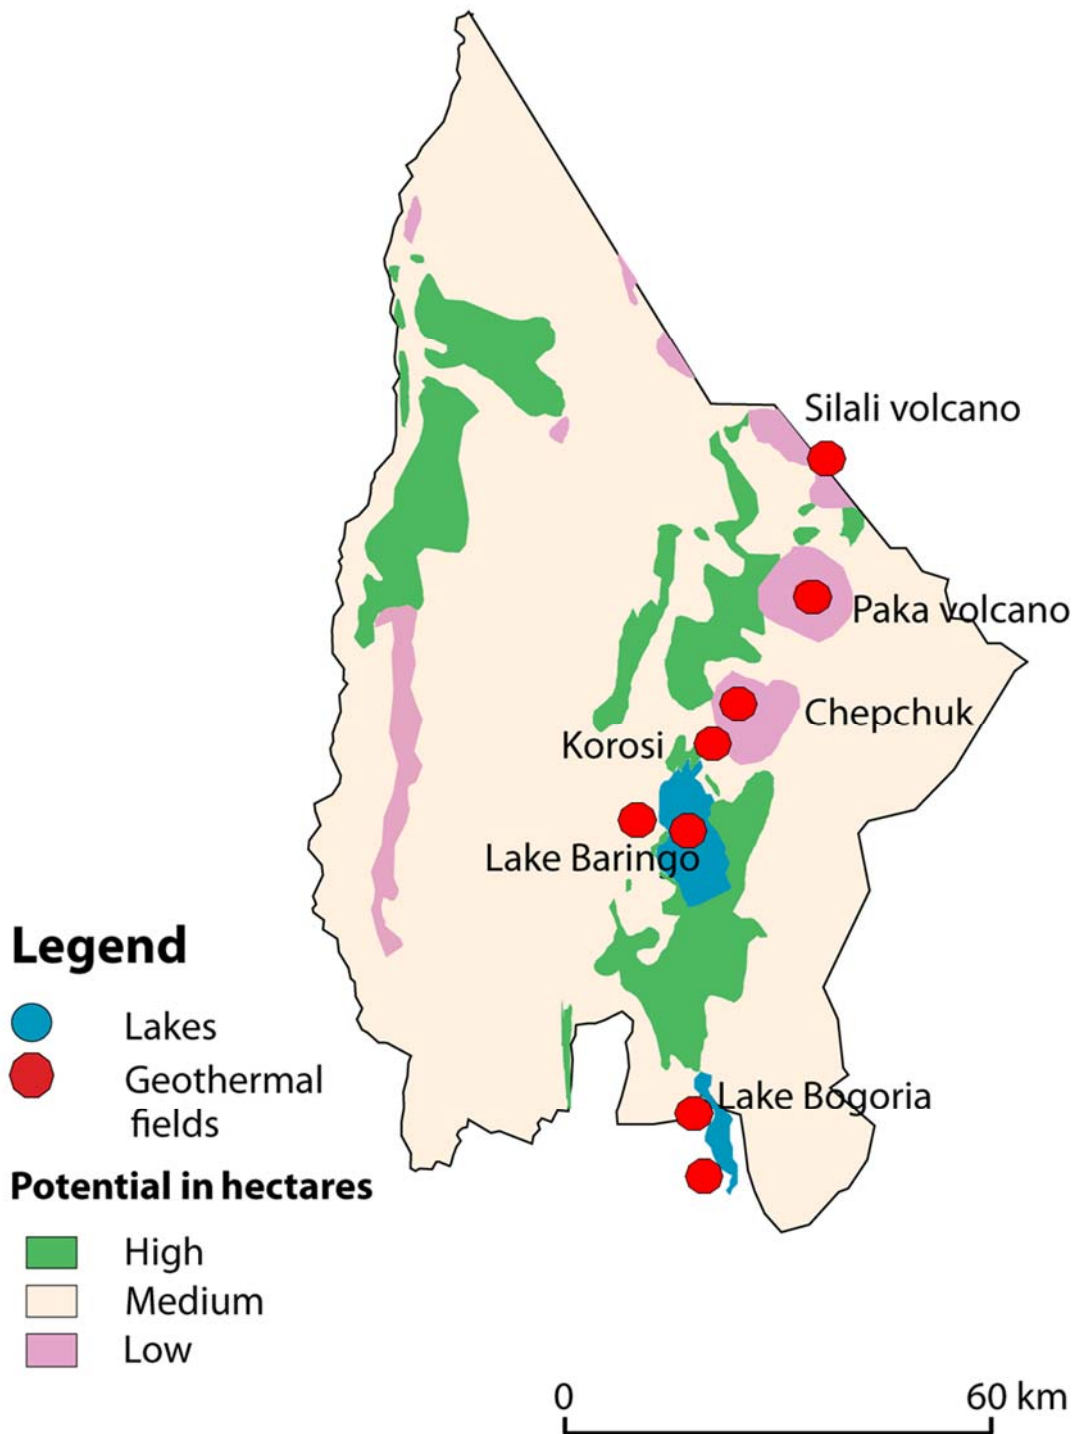 Silali volcano
Paka volcano
Chepchuk
Korosi
Lake Baringo
Lake Bogoria
Legend
Lakes
Geothermal
fields
Potential in hectares
High
Medium
Low
0 60 km